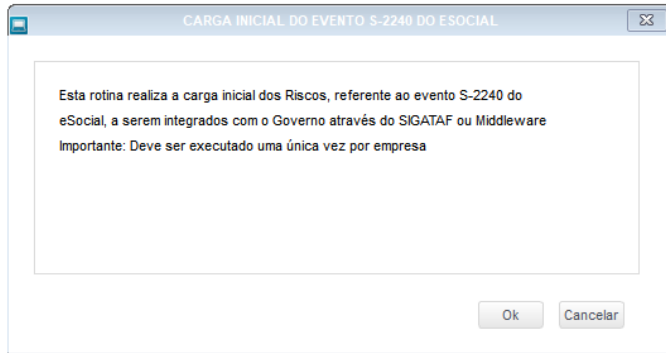 CARGA INICIAL DO EVENTO S-2240 DO ESOCIAL
Esta rotina realiza a carga inicial dos Riscos, referente ao evento S-2240 do
eSocial, a serem integrados com o Governo através do SIGATAF ou Middleware
Importante: Deve ser executado uma única vez por empresa
Ok
Cancelar